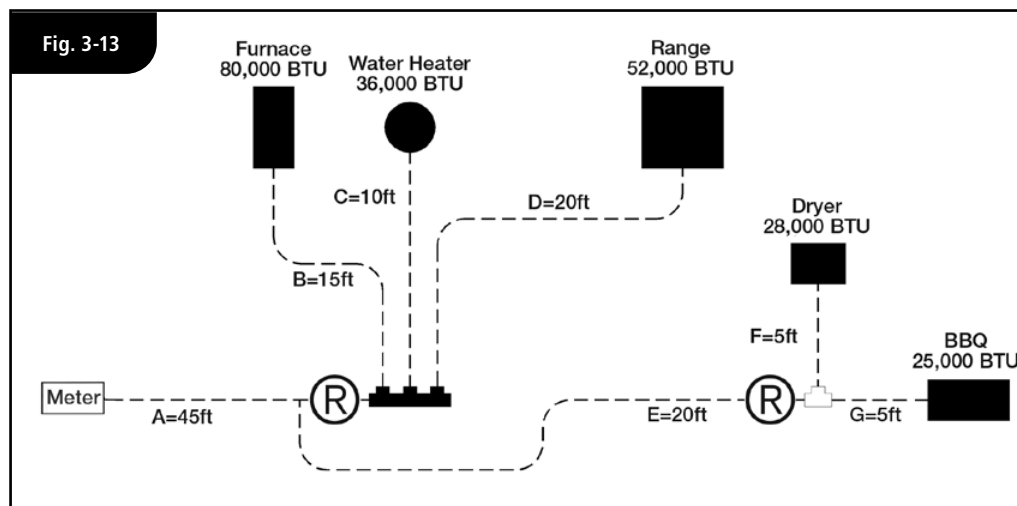 Fig. 3-13
Furnace
80,000 BTU
Water Heater
36,000 BTU
Range
52,000 BTU
C=10ft
D=20ft
Dryer
28,000 BTU
B=15ft
F=5ft
BBQ
25,000 BTU
Meter
R
R
A=45ft
E=20ft
G=5ft